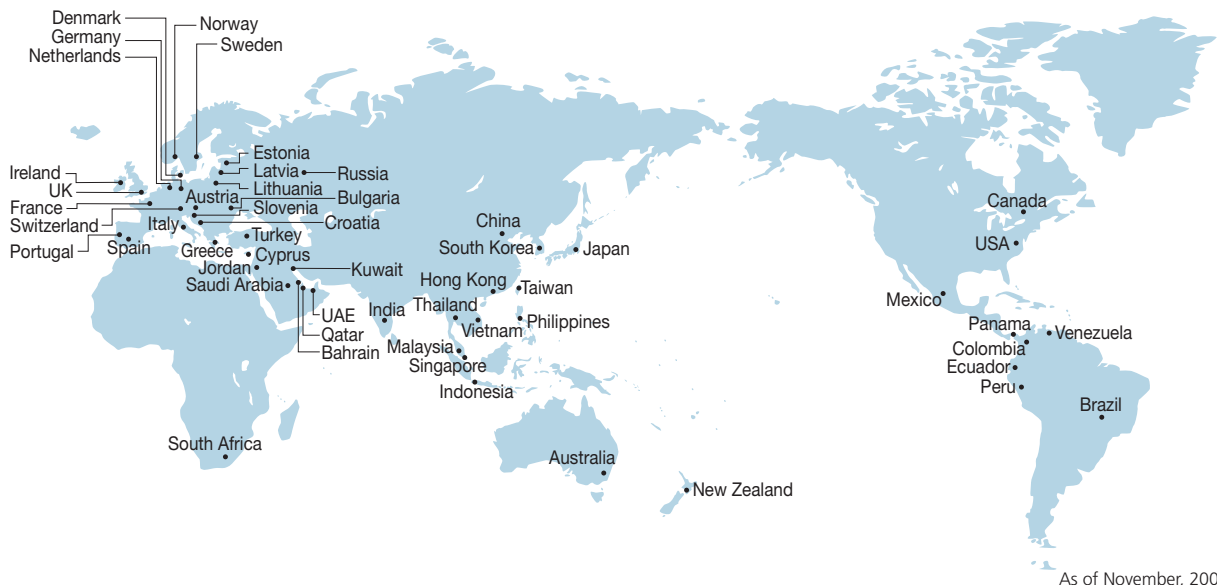 Denmark
Norway
Germany
Sweden
Netherlands
Estonia
Ireland
Latvia
Russia
UK
Lithuania
Austria
Bulgaria
France
Slovenia
Switzerland
Italy
Croatia
China
Canada
Portugal
Spain
Greece
Turkey
South Korea
Japan
USA
Cyprus
Jordan
Kuwait
Saudi Arabia
Hong Kong
Taiwan
Mexico
India
Thailand
UAE
Vietnam
Philippines
Qatar
Panama
Venezuela
Bahrain
Malaysia
Colombia
Singapore
Ecuador
Indonesia
Peru
Brazil
South Africa
Australia
New Zealand
As of November, 200